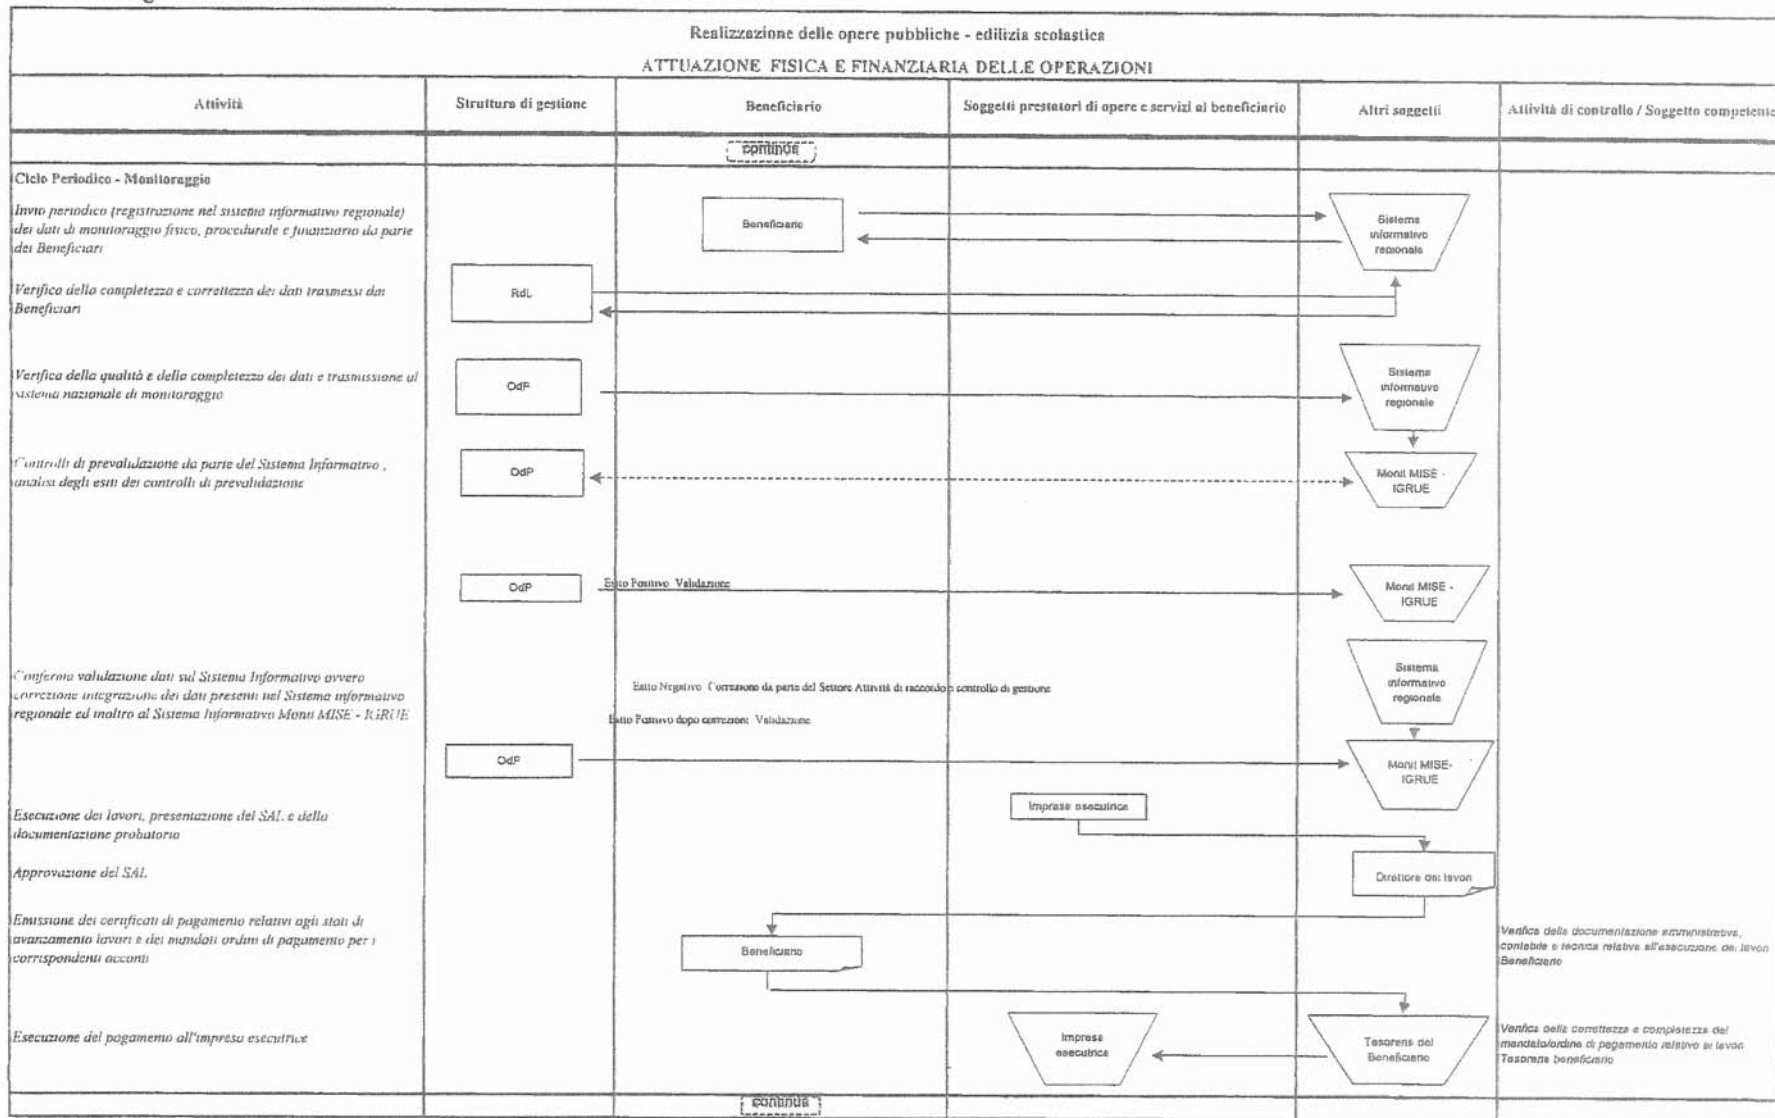 Realizzazione delle opere pubbliche - edilizia scolastica
ATTUAZIONE FISICA E FINANZIARIA DELLE OPERAZIONI
Attività
Struttura di gestione
Beneficiario
Soggetti prestatori di opere e servizi al beneficiario
Altri soggetti
Attività di controllo / Soggetto competente
continua
Ciclo Periodico - Monitoraggio
Invio periodico (registrazione nel sistema informativo regionale)
dei dati di monitoraggio fisico, procedurale e finanziario da parte
dei Beneficiari
Beneficiario
Sistema
informativo
regionale
Verifica della completezza e correttezza dei dati trasmessi dai
Beneficiari
RdL
Verifica della qualità e della completezza dei dati e trasmissione al
sistema nazionale di monitoraggio
OdP
Sistema
informativo
regionale
Controlli di prevalidazione da parte del Sistema Informativo ,
analisi degli esiti dei controlli di prevalidazione
OdP
Monit MISE -
IGRUE
OdP
Esito Positivo Validazione
Monit MISE -
IGRUE
Conferma validazione dati sul Sistema Informativo ovvero
correzione integrazione dei dati presenti nel Sistema informativo
regionale ed inoltro al Sistema Informativo Monit MISE - IGRUE
Esito Negativo Correzione da parte del Settore Attività di raccordo e controllo di gestione
Esito Positivo dopo correzioni Validazione
Sistema
informativo
regionale
OdP
Monit MISE-
IGRUE
Esecuzione dei lavori, presentazione del SAL e della
documentazione probatoria
Impresa esecutrice
Approvazione del SAL
Direttore dei lavori
Emissione dei certificati di pagamento relativi agli stati di
avanzamento lavori e dei mandati ordini di pagamento per i
corrispondenti acconti
Beneficiario
Verifica della documentazione amministrativa,
contabile e tecnica relativa all'esecuzione dei lavori
Beneficiario
Esecuzione del pagamento all'impresa esecutrice
Impresa
esecutrice
Tesoreria del
Beneficiario
Verifica della correttezza e completezza del
mandato/ordine di pagamento relativo ai lavori
Tesoreria beneficiario
continua